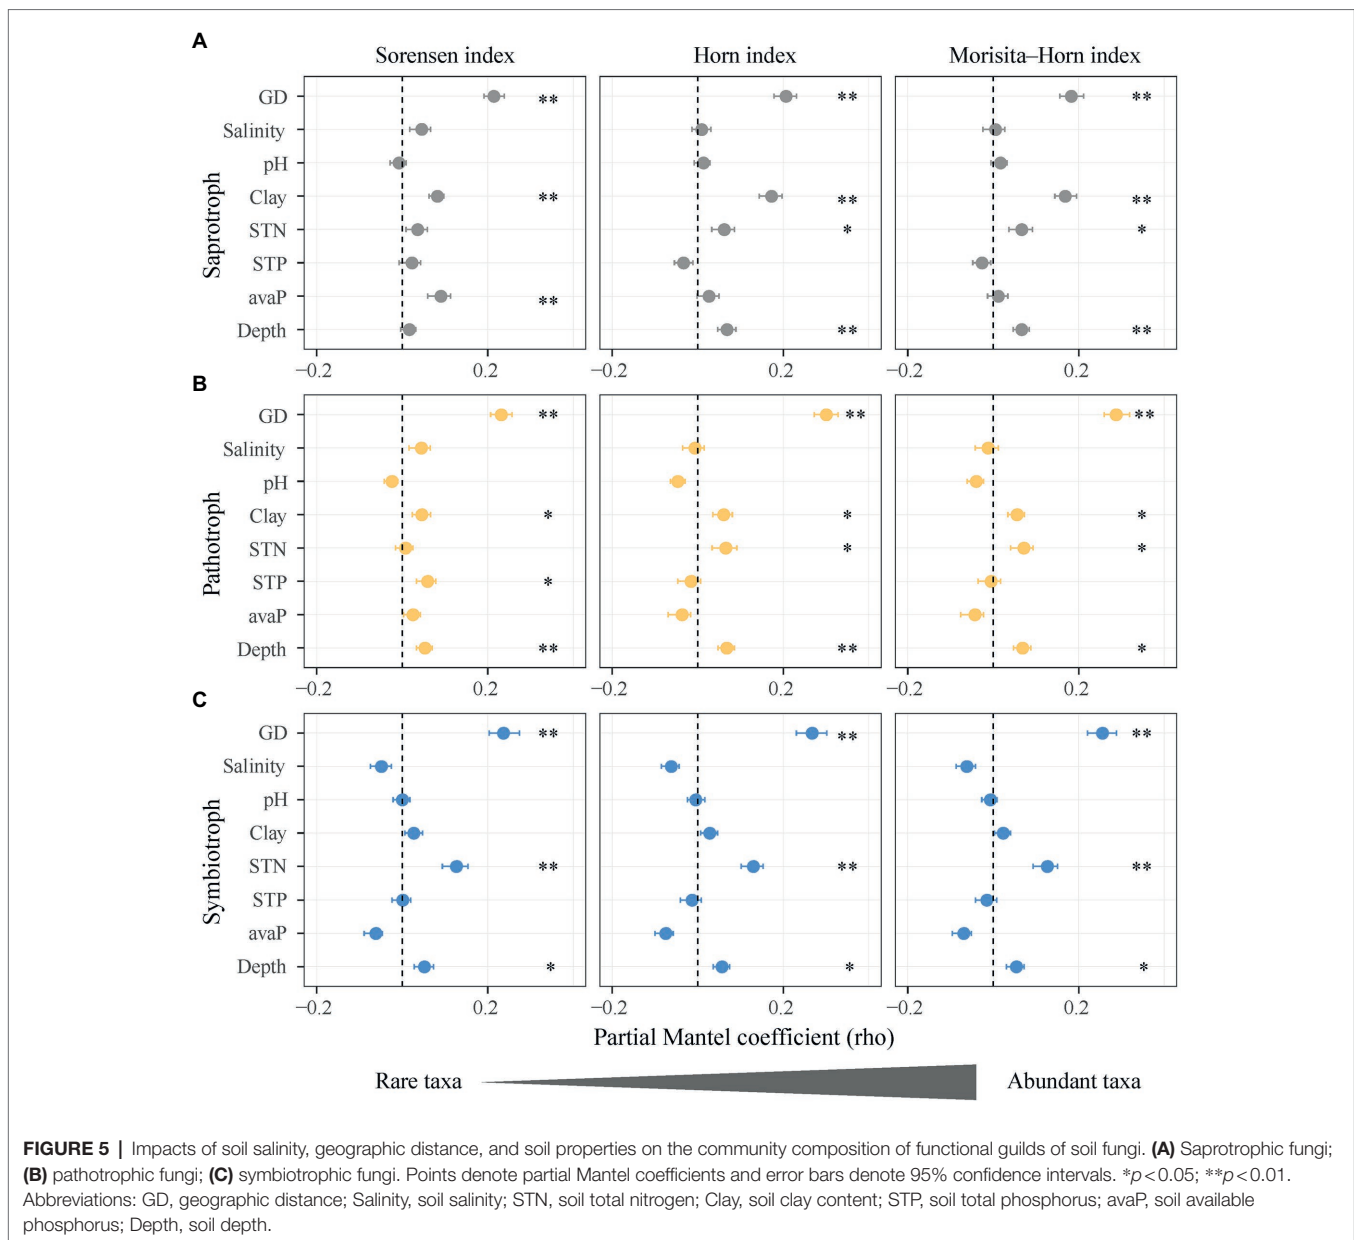 A
Sorensen index Horn index Morisita–Horn index
Saprotroph
GD ** ** **
Salinity
pH
Clay ** ** **
STN * *
STP
avaP **
Depth ** **
−0.2 0.2 −0.2 0.2 −0.2 0.2
B
Pathotroph
GD ** ** **
Salinity
pH
Clay * * *
STN * *
STP *
avaP
Depth ** ** *
−0.2 0.2 −0.2 0.2 −0.2 0.2
C
Symbiotroph
GD ** ** **
Salinity
pH
Clay
STN ** ** **
STP
avaP
Depth * * *
−0.2 0.2 −0.2 0.2 −0.2 0.2
Partial Mantel coefficient (rho)
Rare taxa Abundant taxa
FIGURE 5 | Impacts of soil salinity, geographic distance, and soil properties on the community composition of functional guilds of soil fungi. (A) Saprotrophic fungi;
(B) pathotrophic fungi; (C) symbiotrophic fungi. Points denote partial Mantel coefficients and error bars denote 95% confidence intervals. *p<0.05; **p<0.01.
Abbreviations: GD, geographic distance; Salinity, soil salinity; STN, soil total nitrogen; Clay, soil clay content; STP, soil total phosphorus; avaP, soil available
phosphorus; Depth, soil depth.